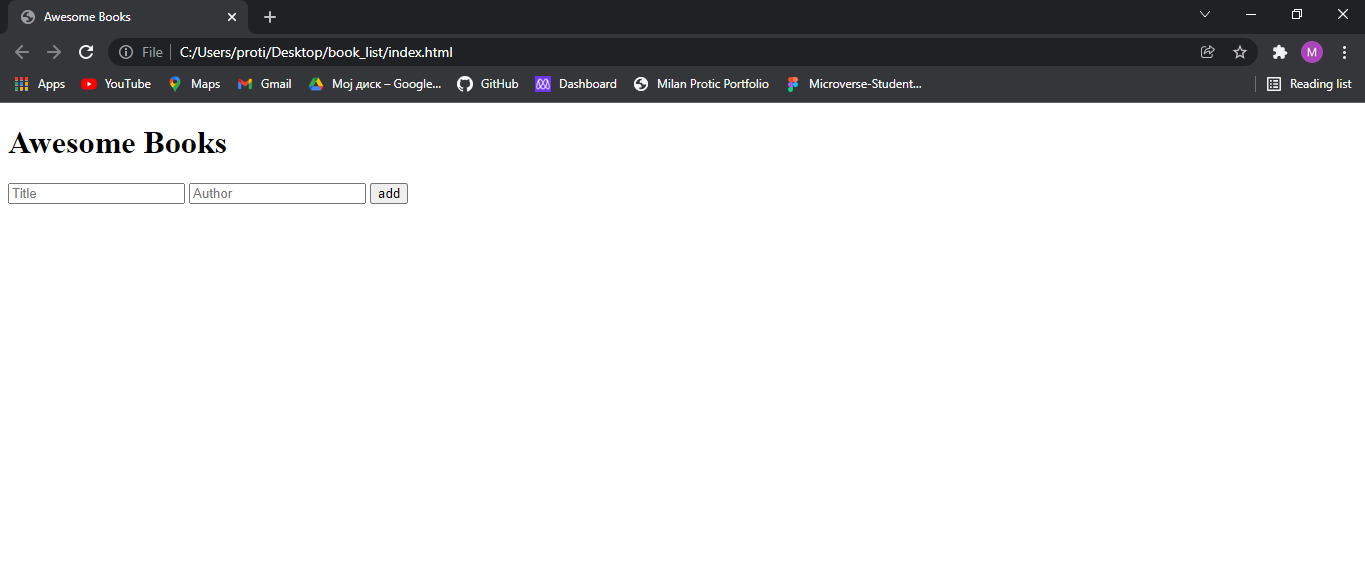 Awesome Books
File C:/Users/proti/Desktop/book_list/index.html M
Apps YouTube Maps Gmail Мој диск – Google... GitHub Dashboard Milan Protic Portfolio Microverse-Student... Reading list
Awesome Books
Title Author add